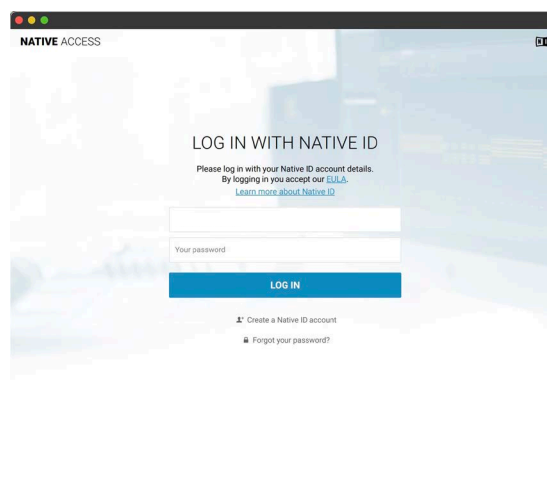 NATIVE ACCESS
LOG IN WITH NATIVE ID
Please log in with your Native ID account details.
By logging in you accept our EULA.
Learn more about Native ID
Your password
LOG IN
Create a Native ID account
Forgot your password?